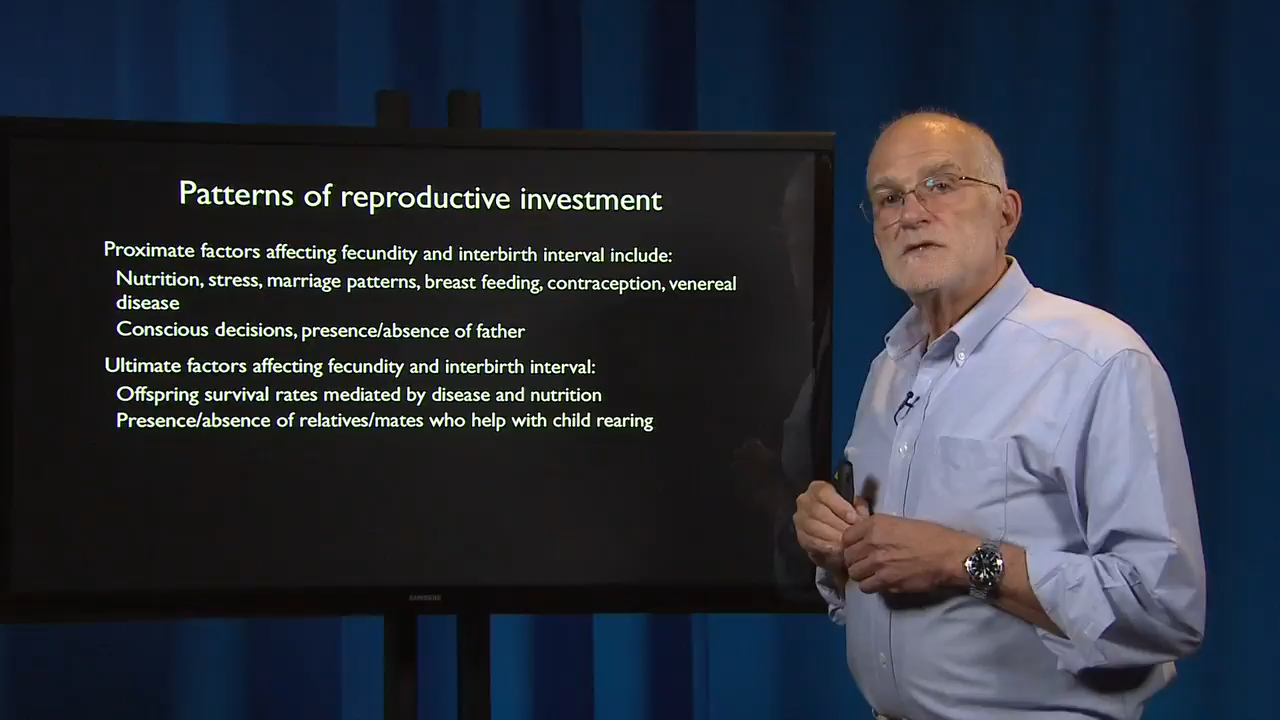 Patterns of reproductive investment
Proximate factors affecting fecundity and interbirth interval include:
Nutrition, stress, marriage patterns, breast feeding, contraception, venereal
disease
Conscious decisions, presence/absence of father
Ultimate factors affecting fecundity and interbirth interval:
Offspring survival rates mediated by disease and nutrition
Presence/absence of relatives/mates who help with child rearing
SAMSUNG